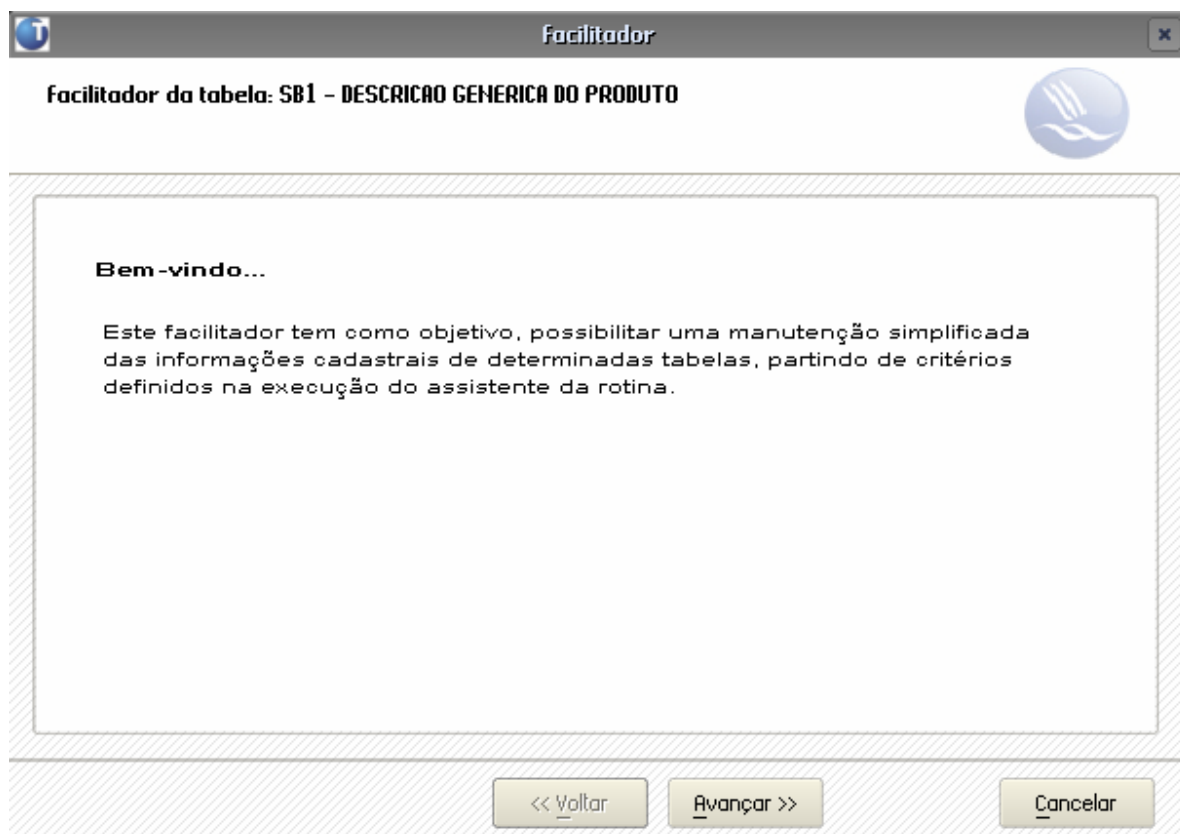 Facilitador
Facilitador da tabela: SB1 - DESCRICAO GENERICA DO PRODUTO
Bem-vindo...
Este facilitador tem como objetivo, possibilitar uma manutenção simplificada
das informações cadastrais de determinadas tabelas, partindo de critérios
definidos na execução do assistente da rotina.
<< Voltar
Avançar >>
Cancelar